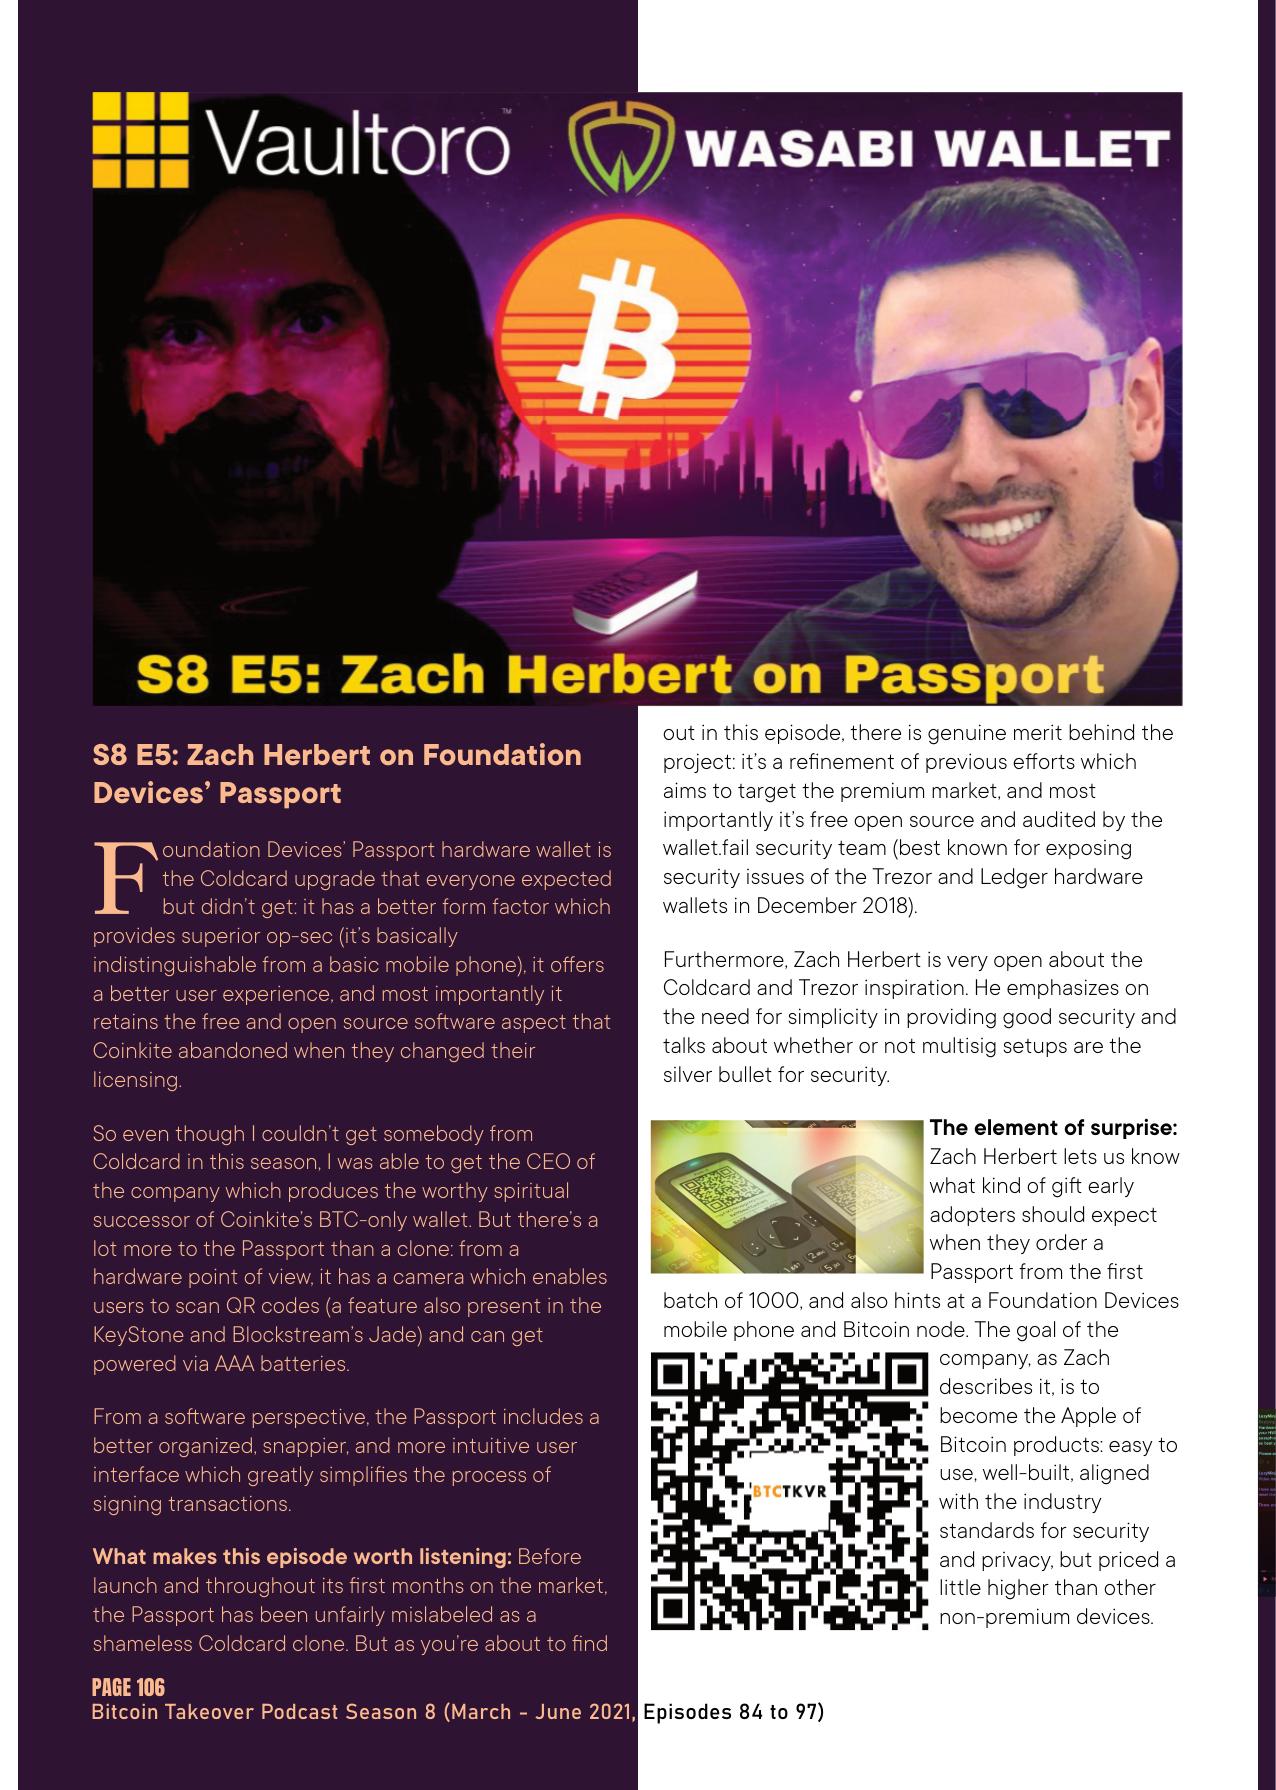 Vaultoro™
WASABI WALLET
S8 E5: Zach Herbert on Passport
S8 E5: Zach Herbert on Foundation
Devices’ Passport
Foundation Devices’ Passport hardware wallet is
the Coldcard upgrade that everyone expected
but didn’t get: it has a better form factor which
provides superior op-sec (it’s basically
indistinguishable from a basic mobile phone), it offers
a better user experience, and most importantly it
retains the free and open source software aspect that
Coinkite abandoned when they changed their
licensing.
So even though I couldn’t get somebody from
Coldcard in this season, I was able to get the CEO of
the company which produces the worthy spiritual
successor of Coinkite’s BTC-only wallet. But there’s a
lot more to the Passport than a clone: from a
hardware point of view, it has a camera which enables
users to scan QR codes (a feature also present in the
KeyStone and Blockstream’s Jade) and can get
powered via AAA batteries.
From a software perspective, the Passport includes a
better organized, snappier, and more intuitive user
interface which greatly simplifies the process of
signing transactions.
What makes this episode worth listening: Before
launch and throughout its first months on the market,
the Passport has been unfairly mislabeled as a
shameless Coldcard clone. But as you’re about to find
out in this episode, there is genuine merit behind the
project: it’s a refinement of previous efforts which
aims to target the premium market, and most
importantly it’s free open source and audited by the
wallet.fail security team (best known for exposing
security issues of the Trezor and Ledger hardware
wallets in December 2018).
Furthermore, Zach Herbert is very open about the
Coldcard and Trezor inspiration. He emphasizes on
the need for simplicity in providing good security and
talks about whether or not multisig setups are the
silver bullet for security.
The element of surprise:
Zach Herbert lets us know
what kind of gift early
adopters should expect
when they order a
Passport from the first
batch of 1000, and also hints at a Foundation Devices
mobile phone and Bitcoin node. The goal of the
company, as Zach
describes it, is to
become the Apple of
Bitcoin products: easy to
use, well-built, aligned
with the industry
standards for security
and privacy, but priced a
little higher than other
non-premium devices.
BTCTKVR
PAGE 106
Bitcoin Takeover Podcast Season 8 (March - June 2021, Episodes 84 to 97)